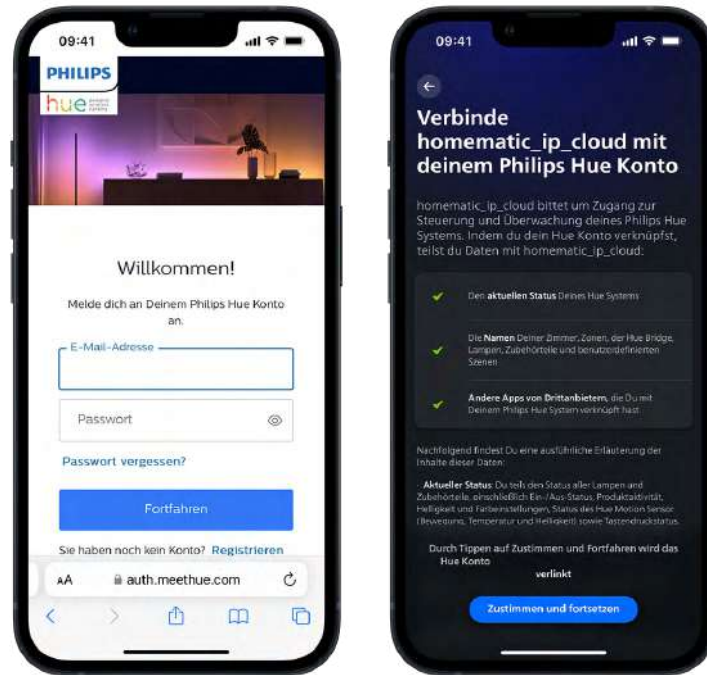 09:41
PHILIPS
hue
Willkommen!
Melde dich an Deinem Philips Hue Konto
an.
E-Mail-Adresse
Passwort
Passwort vergessen?
Fortfahren
Sie haben noch kein Konto? Registrieren
AA
auth.meethue.com
09:41
Verbinde
homematic_ip_cloud mit
deinem Philips Hue Konto
homematic_ip_cloud bittet um Zugang zur
Steuerung und Überwachung deines Philips Hue
Systems. Indem du dein Hue Konto verknüpfst,
teilst du Daten mit homematic_ip_cloud:
Den aktuellen Status Deines Hue Systems
Die Namen Deiner Zimmer, Zonen, der Hue Bridge,
Lampen, Zubehörteile und benutzerdefinierten
Szenen
Andere Apps von Drittanbietern, die Du mit
Deinem Philips Hue System verknüpft hast
Nachfolgend findest Du eine ausführliche Erläuterung der
Inhalte dieser Daten:
- Aktueller Status: Du teils den Status aller Lampen und
Zubehörteile, einschließlich Ein-/Aus-Status, Produktaktivität,
Helligkeit und Farbeinstellungen, Status des Hue Motion Sensor
(Bewegung, Temperatur und Helligkeit) sowie Tastendruckstatus.
Durch Tippen auf Zustimmen und Fortfahren wird das
Hue Konto
verlinkt
Zustimmen und fortsetzen